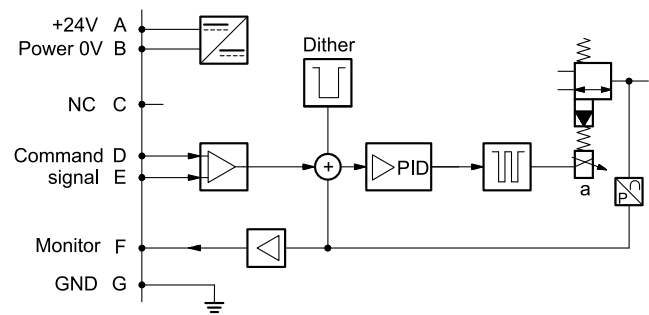 +24V A
Power 0V B
Dither
NC C
Command D
signal E
PID
a
P
Monitor F
GND G